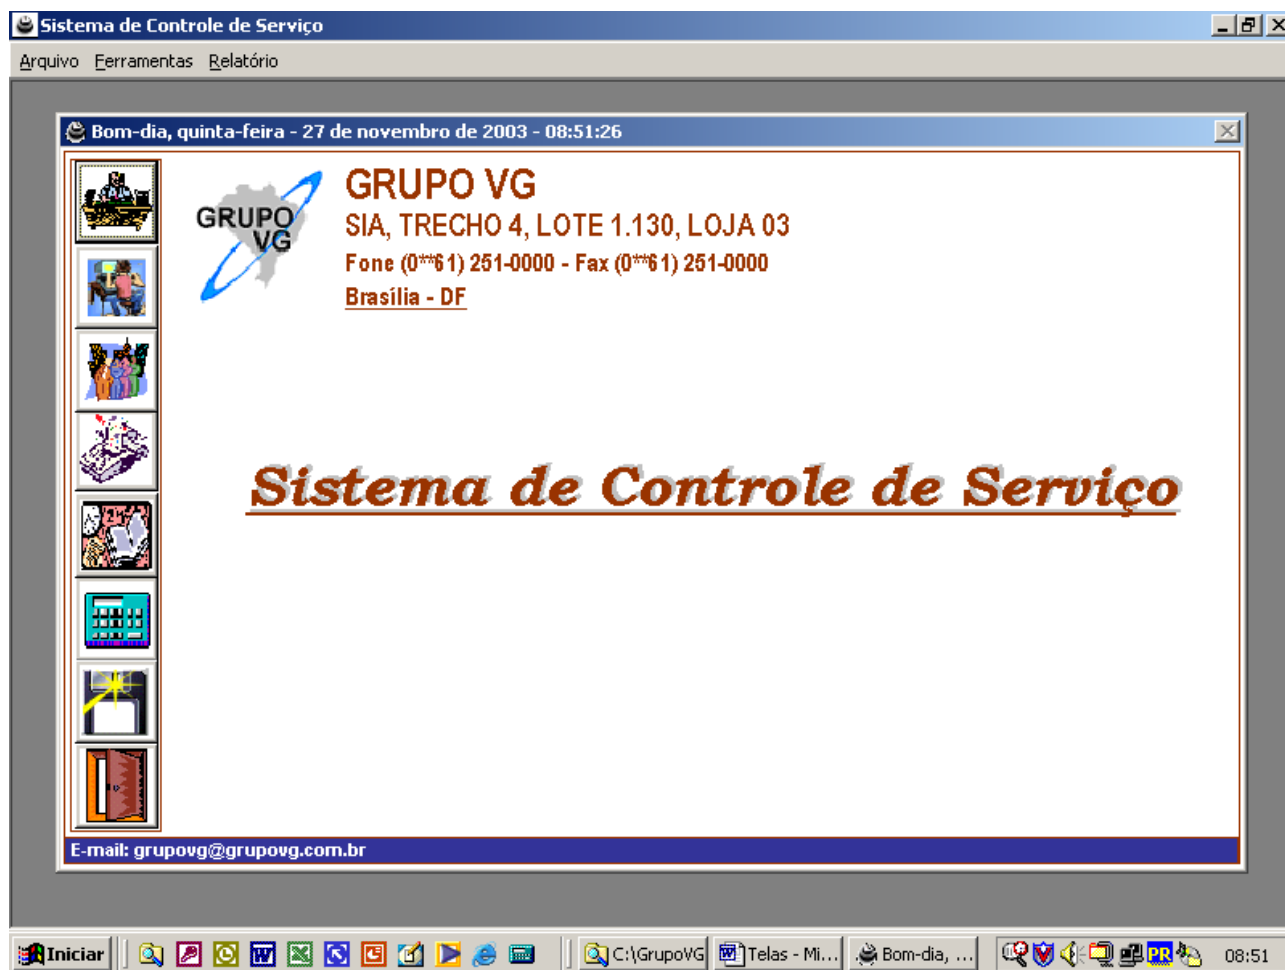 Sistema de Controle de Serviço
Arquivo Ferramentas Relatório
Bom-dia, quinta-feira - 27 de novembro de 2003 - 08:51:26
GRUPO VG
GRUPO VG
SIA, TRECHO 4, LOTE 1.130, LOJA 03
Fone (0**61) 251-0000 - Fax (0**61) 251-0000
Brasília - DF
Sistema de Controle de Serviço
E-mail: grupovg@grupovg.com.br
Iniciar C:\GrupoVG Telas - Mi... Bom-dia, ... PR 08:51